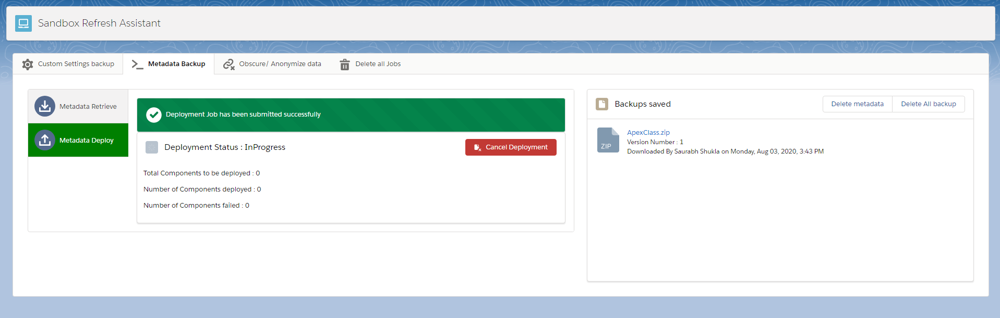 Sandbox Refresh Assistant
Custom Settings backup
Metadata Backup
Obscure/ Anonymize data
Delete all Jobs
Metadata Retrieve
Metadata Deploy
Deployment Job has been submitted successfully
Deployment Status : InProgress
Cancel Deployment
Total Components to be deployed : 0
Number of Components deployed : 0
Number of Components failed : 0
Backups saved
Delete metadata
Delete All backup
ZIP
ApexClass.zip
Version Number : 1
Downloaded By Saurabh Shukla on Monday, Aug 03, 2020, 3:43 PM